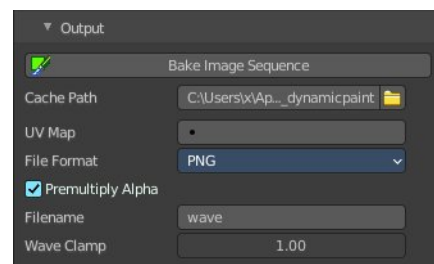 Output
Bake Image Sequence
Cache Path C:\Users\x\Ap..._dynamicpaint
UV Map
File Format PNG
Premultiply Alpha
Filename wave
Wave Clamp 1.00